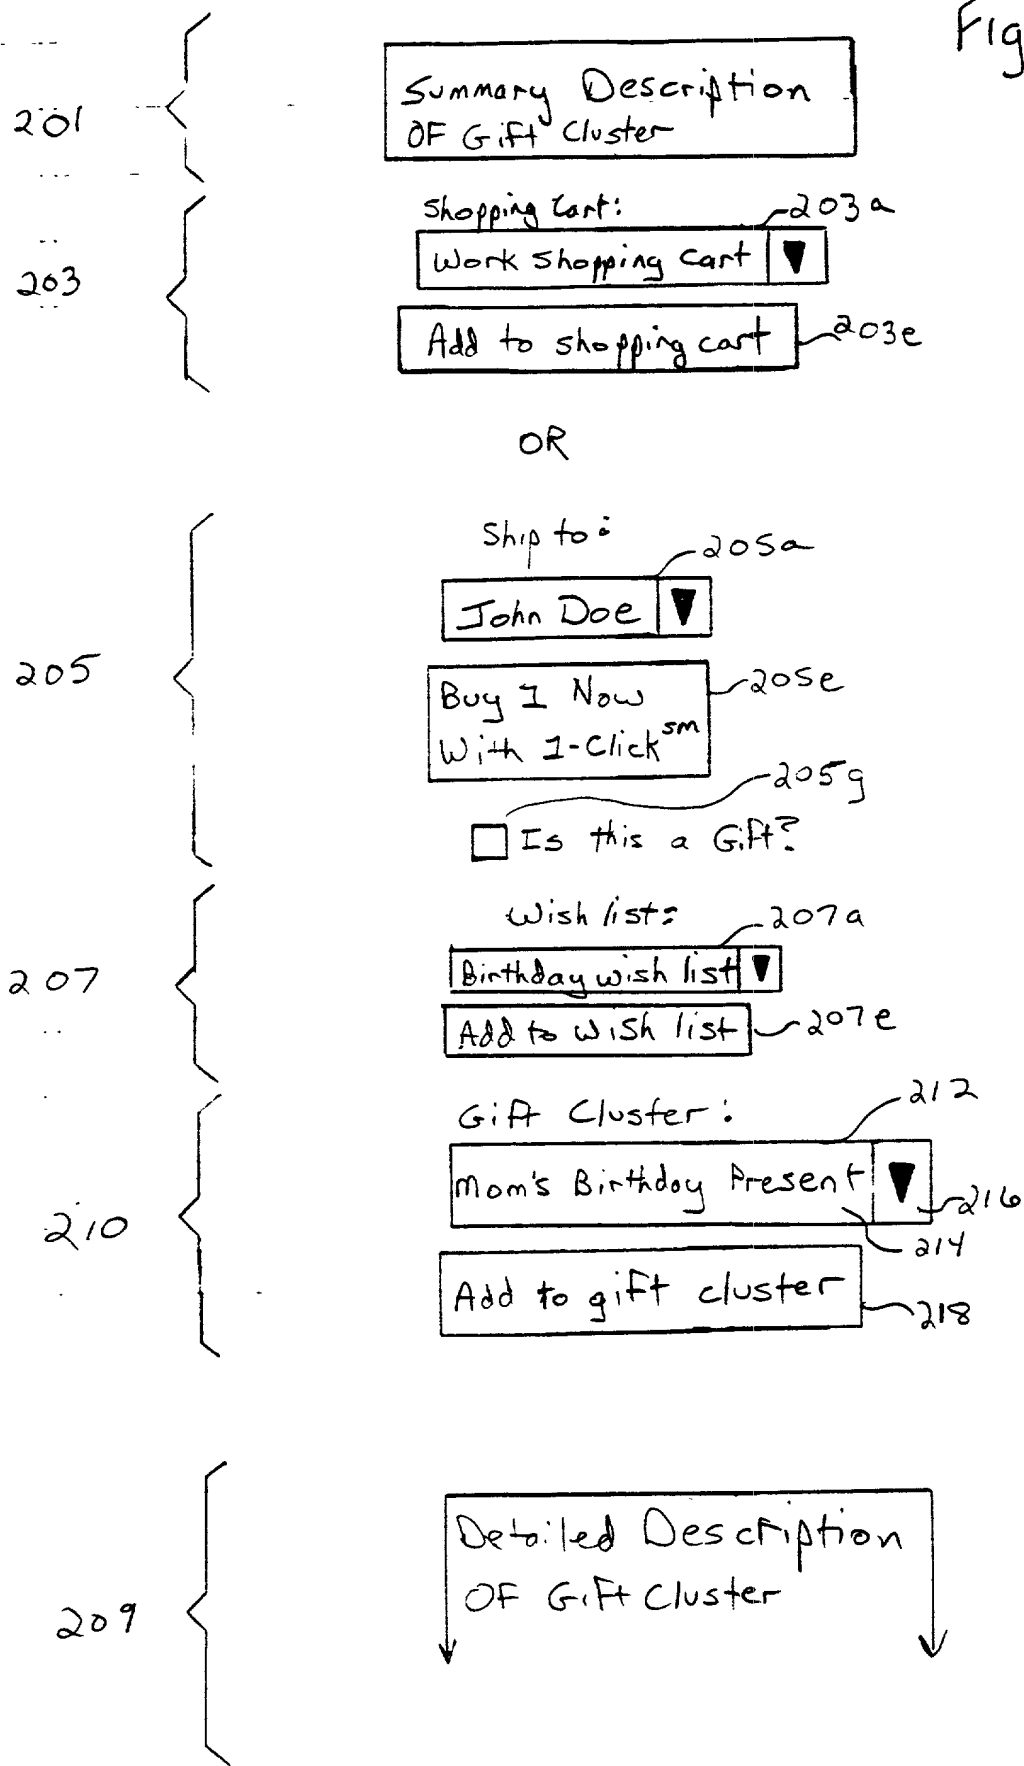 Fig
201
Summary Description
OF Gift Cluster
203
Shopping Cart:
203a
Work Shopping Cart
Add to shopping cart
203e
OR
205
Ship to:
205a
John Doe
Buy 1 Now
With 1-Click sm
205e
205g
Is this a Gift?
207
Wish list:
207a
Birthday wish list
Add to wish list
207e
210
Gift Cluster:
212
Mom's Birthday Present
216
214
Add to gift cluster
218
209
Detailed Description
OF Gift Cluster